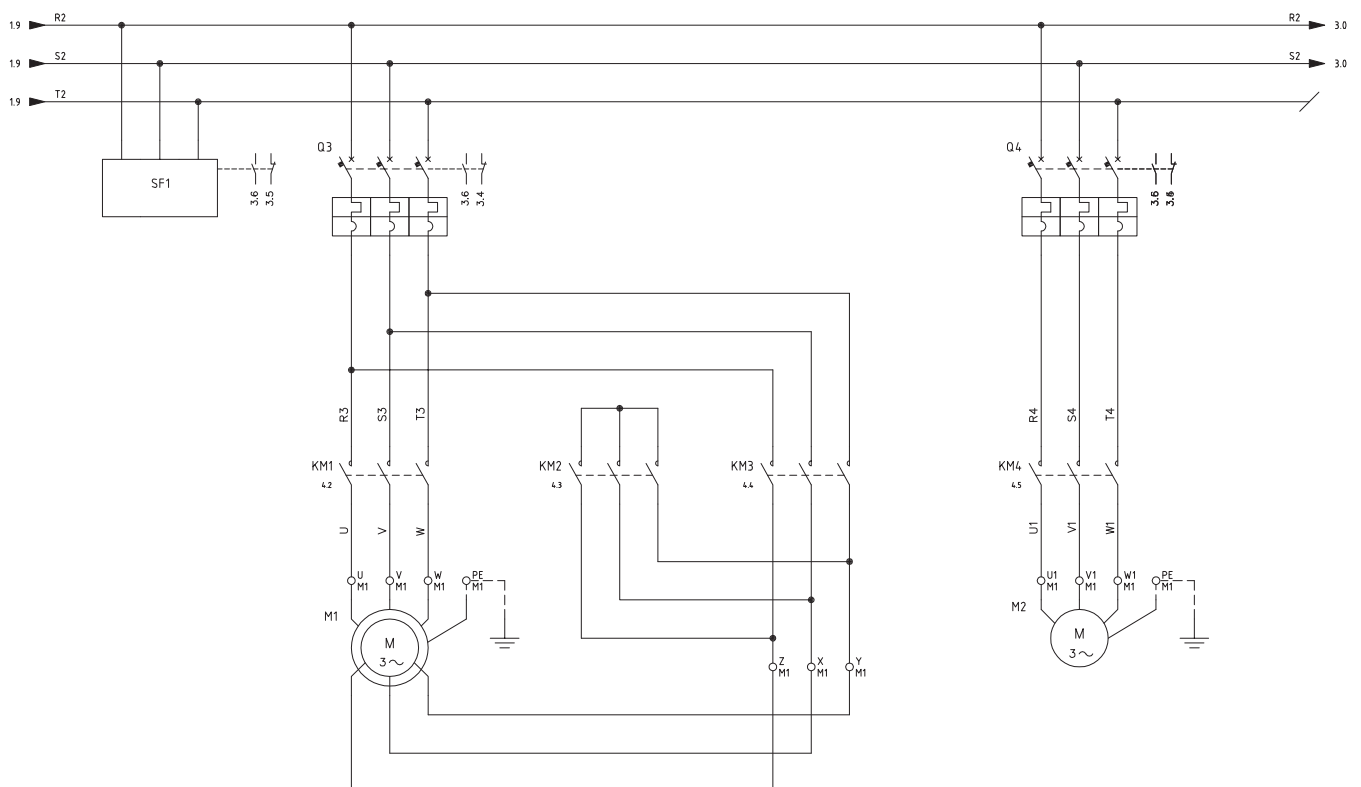 1.9 R2 R2 3.0
1.9 S2 S2 3.0
1.9 T2
SF1
3.6 3.5
Q3
3.6 3.4
Q4
3.6 3.6
R3 S3 T3
R4 S4 T4
KM1
4.2
KM2
4.3
KM3
4.4
KM4
4.5
U V W
U1 V1 W1
U
M1
V
M1
W
M1
PE
M1
U1
M1
V1
M1
W1
M1
PE
M1
M1
M
3~
M2
M
3~
Z
M1
X
M1
Y
M1